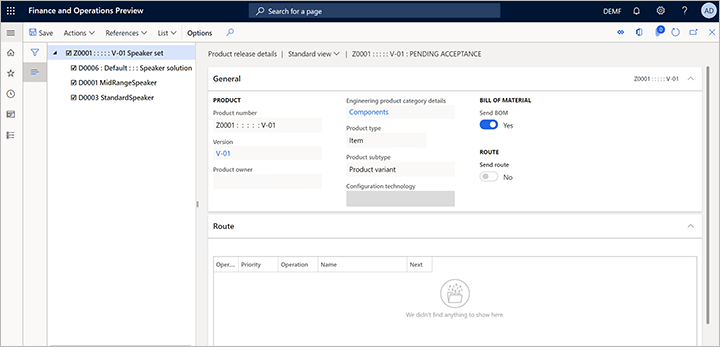 Finance and Operations Preview
Search for a page
DEMF
AD
Save
Actions
References
List
Options
0
Z0001 : : : : : V-01 Speaker set
D0006 : Default : : : Speaker solution
D0001 MidRangeSpeaker
D0003 StandardSpeaker
Product release details | Standard view | Z0001 : : : : : V-01 : PENDING ACCEPTANCE
General
Z0001 : : : : : V-01
PRODUCT
Product number
Z0001 : : : : : V-01
Version
V-01
Product owner
Engineering product category details
Components
Product type
Item
Product subtype
Product variant
Configuration technology
BILL OF MATERIAL
Send BOM
Yes
ROUTE
Send route
No
Route
Oper...
Priority
Operation
Name
Next
We didn't find anything to show here.